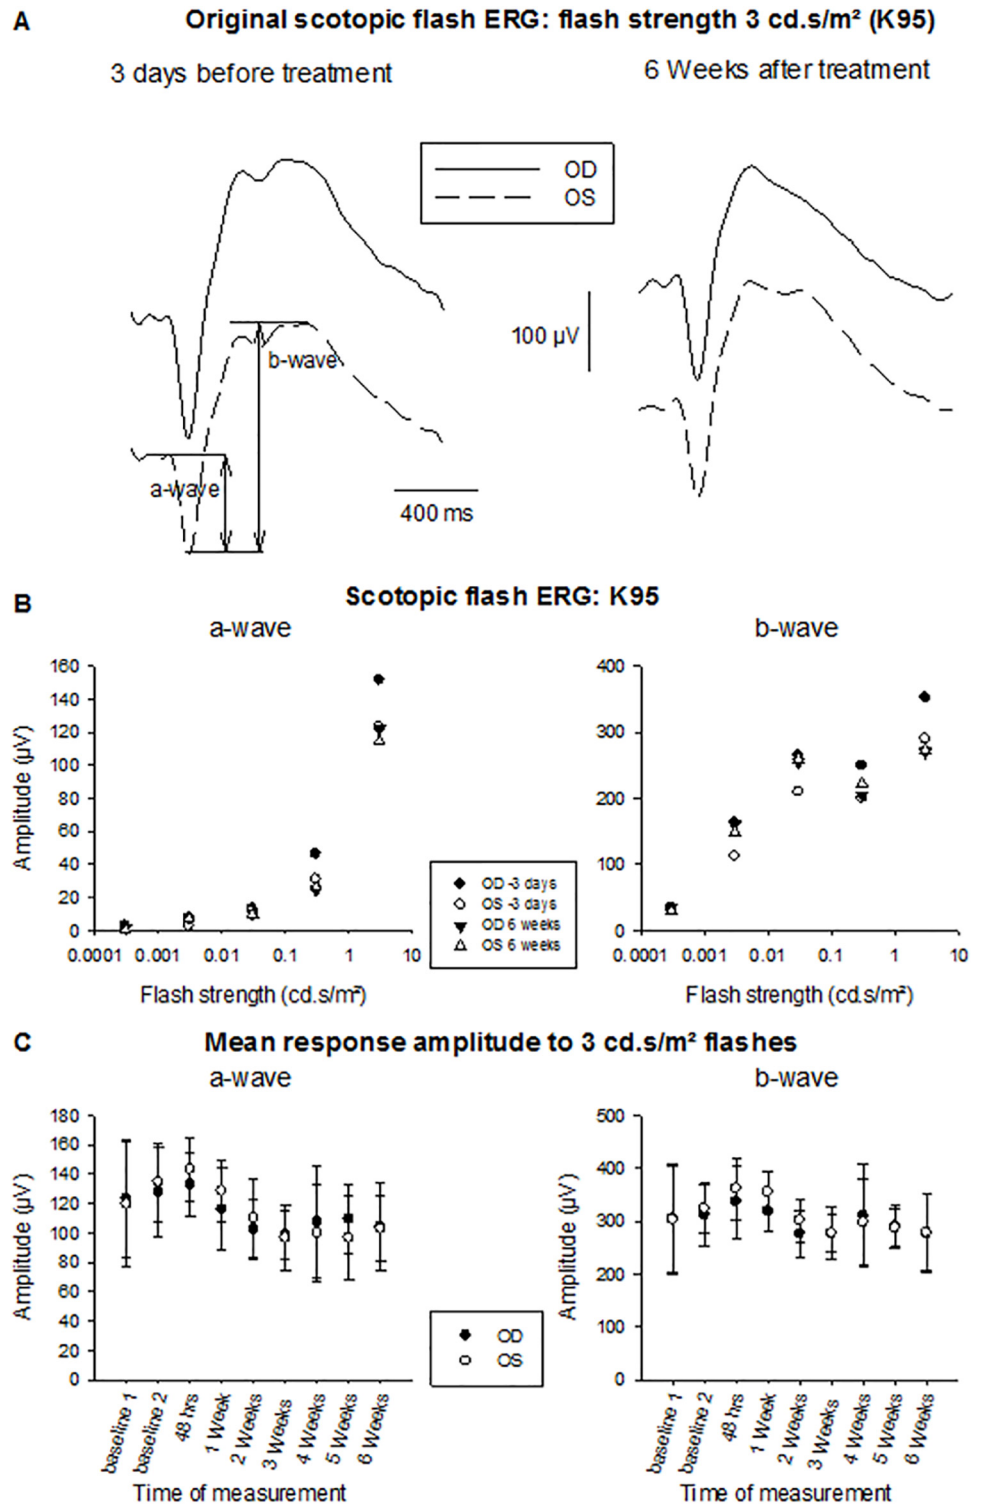 A
Original scotopic flash ERG: flash strength 3 cd.s/m² (K95)
3 days before treatment
6 Weeks after treatment
OD
OS
100 µV
b-wave
a-wave
400 ms
B
Scotopic flash ERG: K95
a-wave
b-wave
Amplitude (µV)
160
140
120
100
80
60
40
20
0
0.0001 0.001 0.01 0.1 1 10
Flash strength (cd.s/m²)
OD -3 days
OS -3 days
OD 6 weeks
OS 6 weeks
400
300
200
100
0
0.0001 0.001 0.01 0.1 1 10
Flash strength (cd.s/m²)
C
Mean response amplitude to 3 cd.s/m² flashes
a-wave
b-wave
Amplitude (µV)
180
160
140
120
100
80
60
40
20
0
baseline 1
baseline 2
48 hrs
1 Week
2 Weeks
3 Weeks
4 Weeks
5 Weeks
6 Weeks
Time of measurement
OD
OS
Amplitude (µV)
500
400
300
200
100
0
baseline 1
baseline 2
48 hrs
1 Week
2 Weeks
3 Weeks
4 Weeks
5 Weeks
6 Weeks
Time of measurement